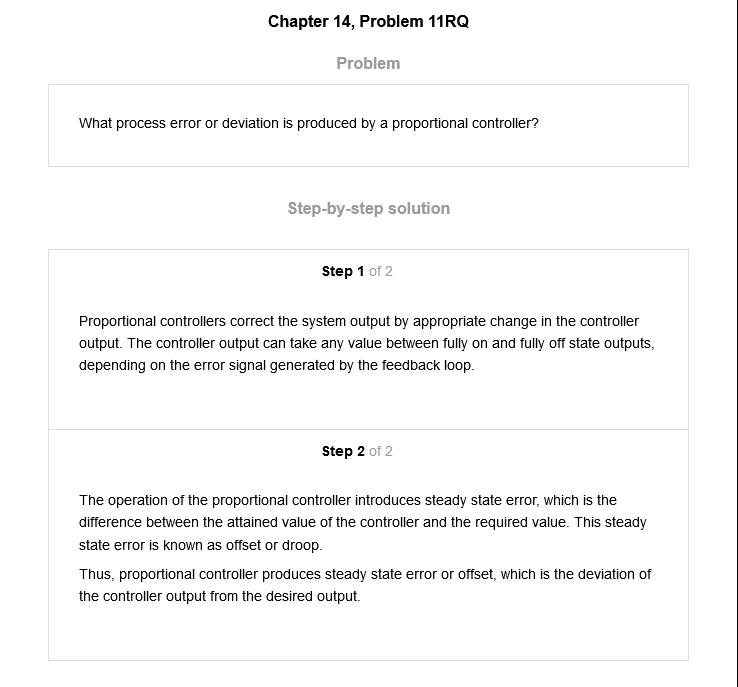 Chapter 14, Problem 11RQ
Problem
What process error or deviation is produced by a proportional controller?
Step-by-step solution
Step 1 of 2
Proportional controllers correct the system output by appropriate change in the controller
output. The controller output can take any value between fully on and fully off state outputs,
depending on the error signal generated by the feedback loop.
Step 2 of 2
The operation of the proportional controller introduces steady state error, which is the
difference between the attained value of the controller and the required value. This steady
state error is known as offset or droop.
Thus, proportional controller produces steady state error or offset, which is the deviation of
the controller output from the desired output.